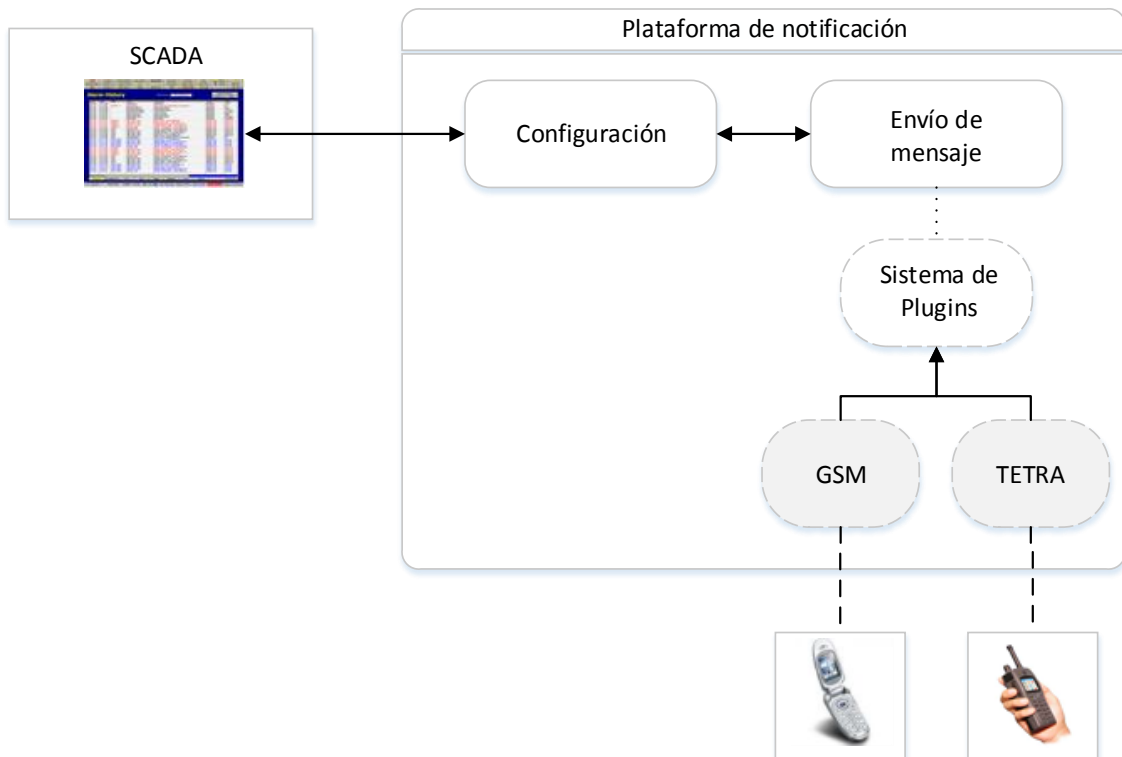 Plataforma de notificación
SCADA
Configuración
Envío de
mensaje
Sistema de
Plugins
GSM
TETRA